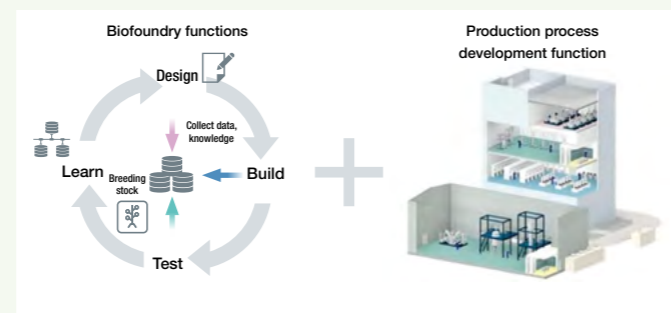 Biofoundry functions
Design
Collect data,
knowledge
Learn
Breeding
stock
Build
Test
Production process
development function